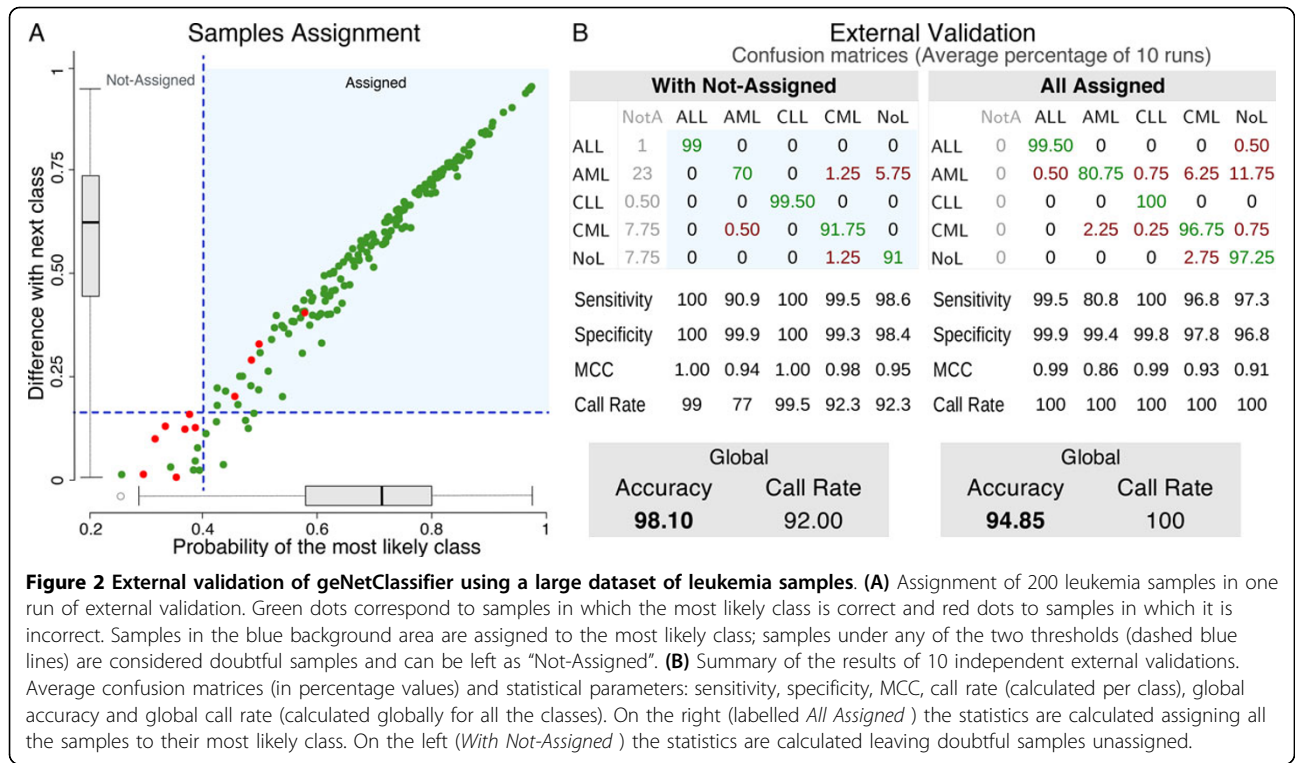 A
Samples Assignment
Not-Assigned
Assigned
Difference with next class
1
0.75
0.50
0.25
0
0.2 0.4 0.6 0.8 1
Probability of the most likely class
B
External Validation
Confusion matrices (Average percentage of 10 runs)
With Not-Assigned
NotA ALL AML CLL CML NoL
ALL 1 99 0 0 0 0
AML 23 0 70 0 1.25 5.75
CLL 0.50 0 0 99.50 0 0
CML 7.75 0 0.50 0 91.75 0
NoL 7.75 0 0 0 1.25 91
Sensitivity 100 90.9 100 99.5 98.6
Specificity 100 99.9 100 99.3 98.4
MCC 1.00 0.94 1.00 0.98 0.95
Call Rate 99 77 99.5 92.3 92.3
Global
Accuracy Call Rate
98.10 92.00
All Assigned
NotA ALL AML CLL CML NoL
ALL 0 99.50 0 0 0 0.50
AML 0 0.50 80.75 0.75 6.25 11.75
CLL 0 0 0 100 0 0
CML 0 0 2.25 0.25 96.75 0.75
NoL 0 0 0 0 2.75 97.25
Sensitivity 99.5 80.8 100 96.8 97.3
Specificity 99.9 99.4 99.8 97.8 96.8
MCC 0.99 0.86 0.99 0.93 0.91
Call Rate 100 100 100 100 100
Global
Accuracy Call Rate
94.85 100
Figure 2 External validation of geNetClassifier using a large dataset of leukemia samples. (A) Assignment of 200 leukemia samples in one
run of external validation. Green dots correspond to samples in which the most likely class is correct and red dots to samples in which it is
incorrect. Samples in the blue background area are assigned to the most likely class; samples under any of the two thresholds (dashed blue
lines) are considered doubtful samples and can be left as “Not-Assigned”. (B) Summary of the results of 10 independent external validations.
Average confusion matrices (in percentage values) and statistical parameters: sensitivity, specificity, MCC, call rate (calculated per class), global
accuracy and global call rate (calculated globally for all the classes). On the right (labelled All Assigned ) the statistics are calculated assigning all
the samples to their most likely class. On the left (With Not-Assigned ) the statistics are calculated leaving doubtful samples unassigned.